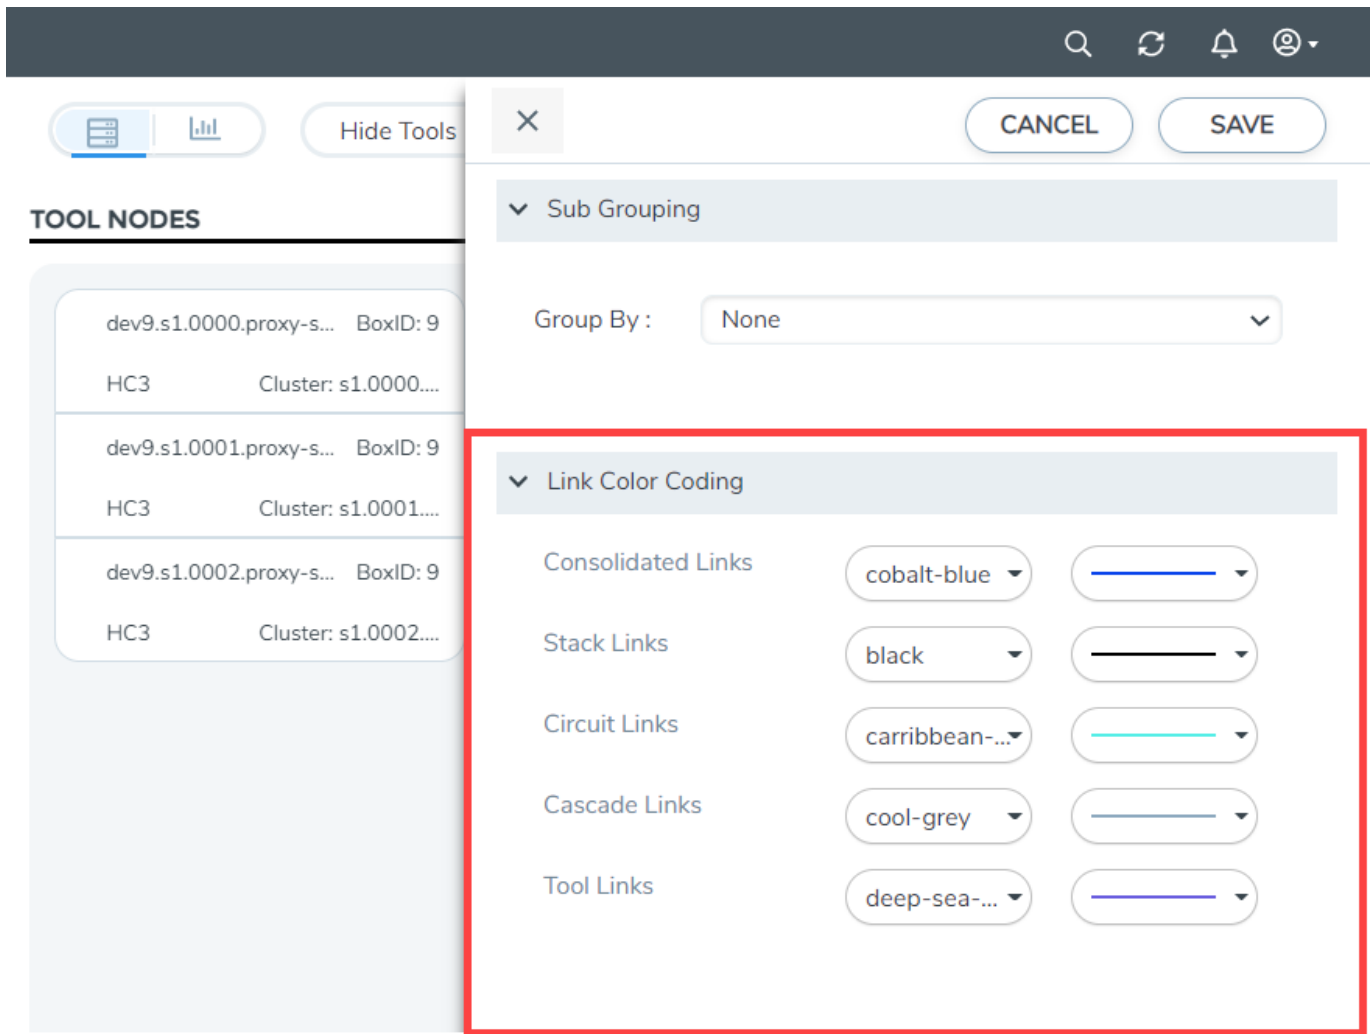 Hide Tools
CANCEL
SAVE
TOOL NODES
dev9.s1.0000.proxy-s... BoxID: 9
HC3 Cluster: s1.0000....
dev9.s1.0001.proxy-s... BoxID: 9
HC3 Cluster: s1.0001....
dev9.s1.0002.proxy-s... BoxID: 9
HC3 Cluster: s1.0002....
Sub Grouping
Group By : None
Link Color Coding
Consolidated Links cobalt-blue
Stack Links black
Circuit Links carribbean-...
Cascade Links cool-grey
Tool Links deep-sea-...